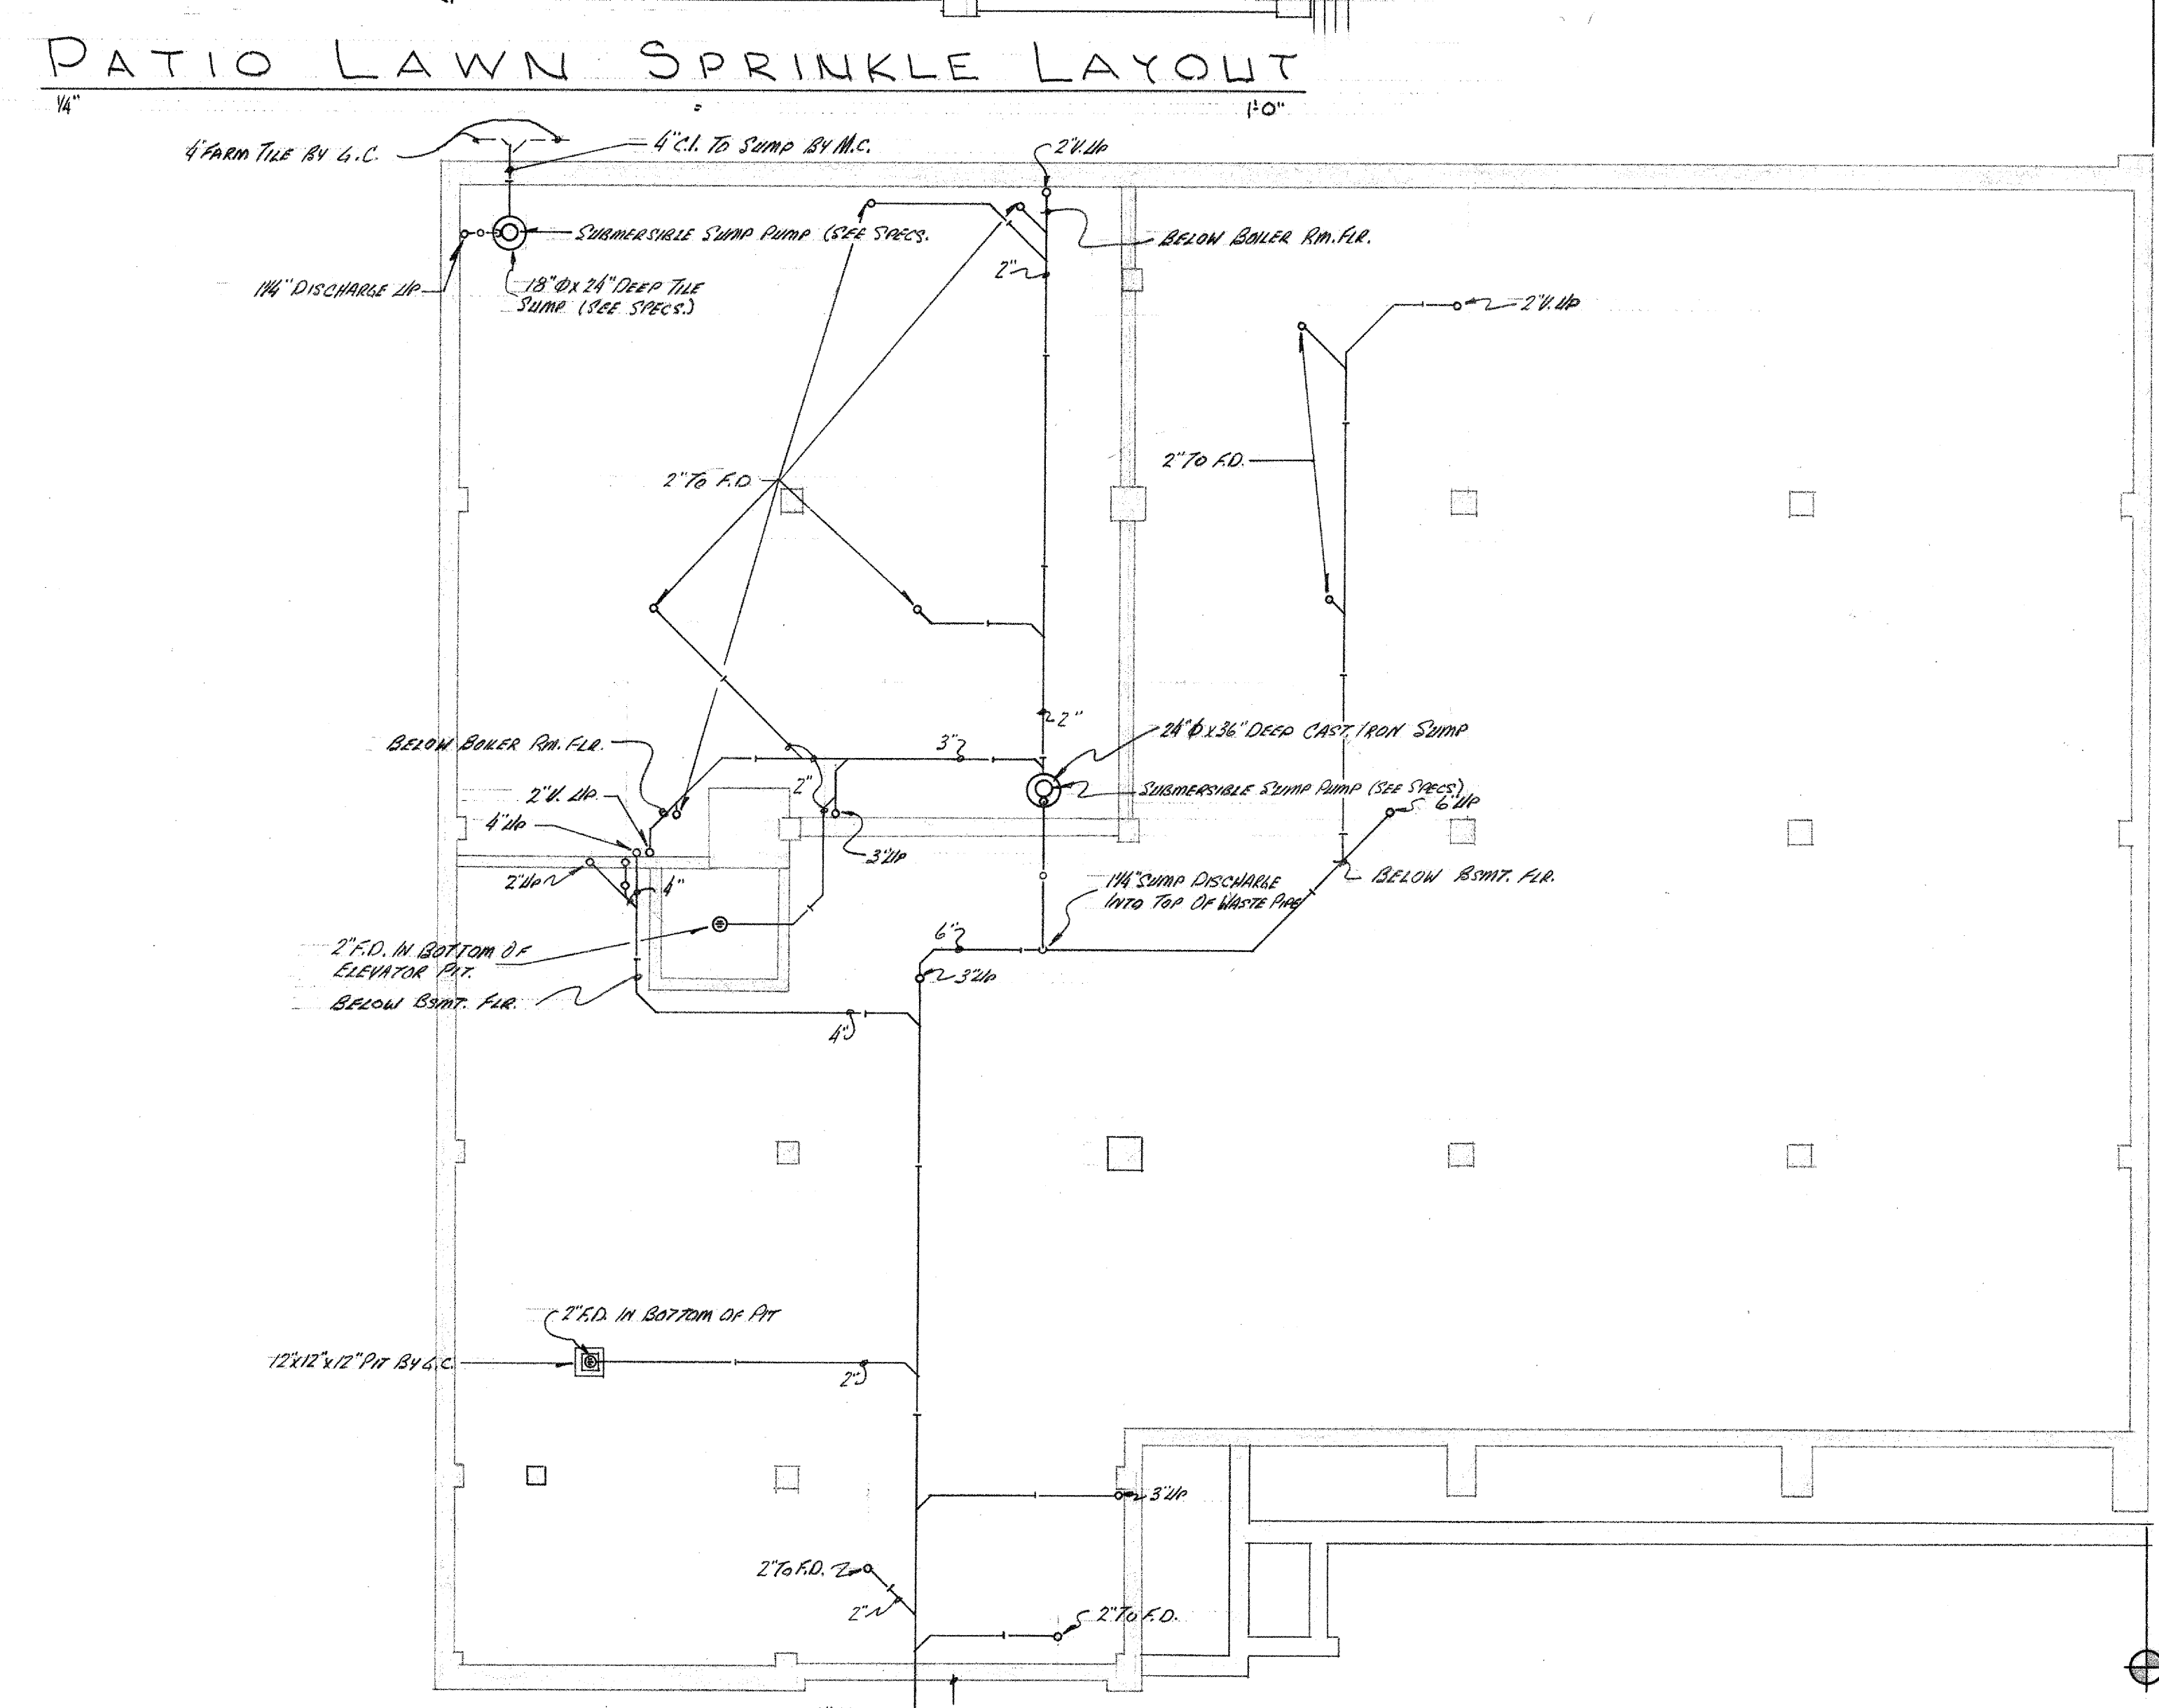 PATIO LAWN SPRINKLE LAYOUT
1/4" = 1'-0"
4" FARM TILE BY G.C.
4" C.I. TO SUMP BY M.C.
2" V. UP
SUBMERSIBLE SUMP PUMP (SEE SPECS.
BELOW BOILER RM. FLR.
2"
1 1/4" DISCHARGE UP
18" Φ x 24" DEEP TILE
SUMP (SEE SPECS.)
2" V. UP
2" TO F.D.
2" TO F.D.
2"
24" Φ x 36" DEEP CAST IRON SUMP
BELOW BOILER RM. FLR.
3"
2"
SUBMERSIBLE SUMP PUMP (SEE SPECS)
2" V. UP
6" UP
4" UP
3" UP
2" UP
4"
1 1/4" SUMP DISCHARGE
INTO TOP OF WASTE PIPE
BELOW BSMT. FLR.
6"
2" F.D. IN BOTTOM OF
ELEVATOR PIT.
3" UP
BELOW BSMT. FLR.
4"
2" F.D. IN BOTTOM OF PIT
12"x12"x12" PIT BY G.C.
2"
3" UP
2" TO F.D.
2"
2" TO F.D.